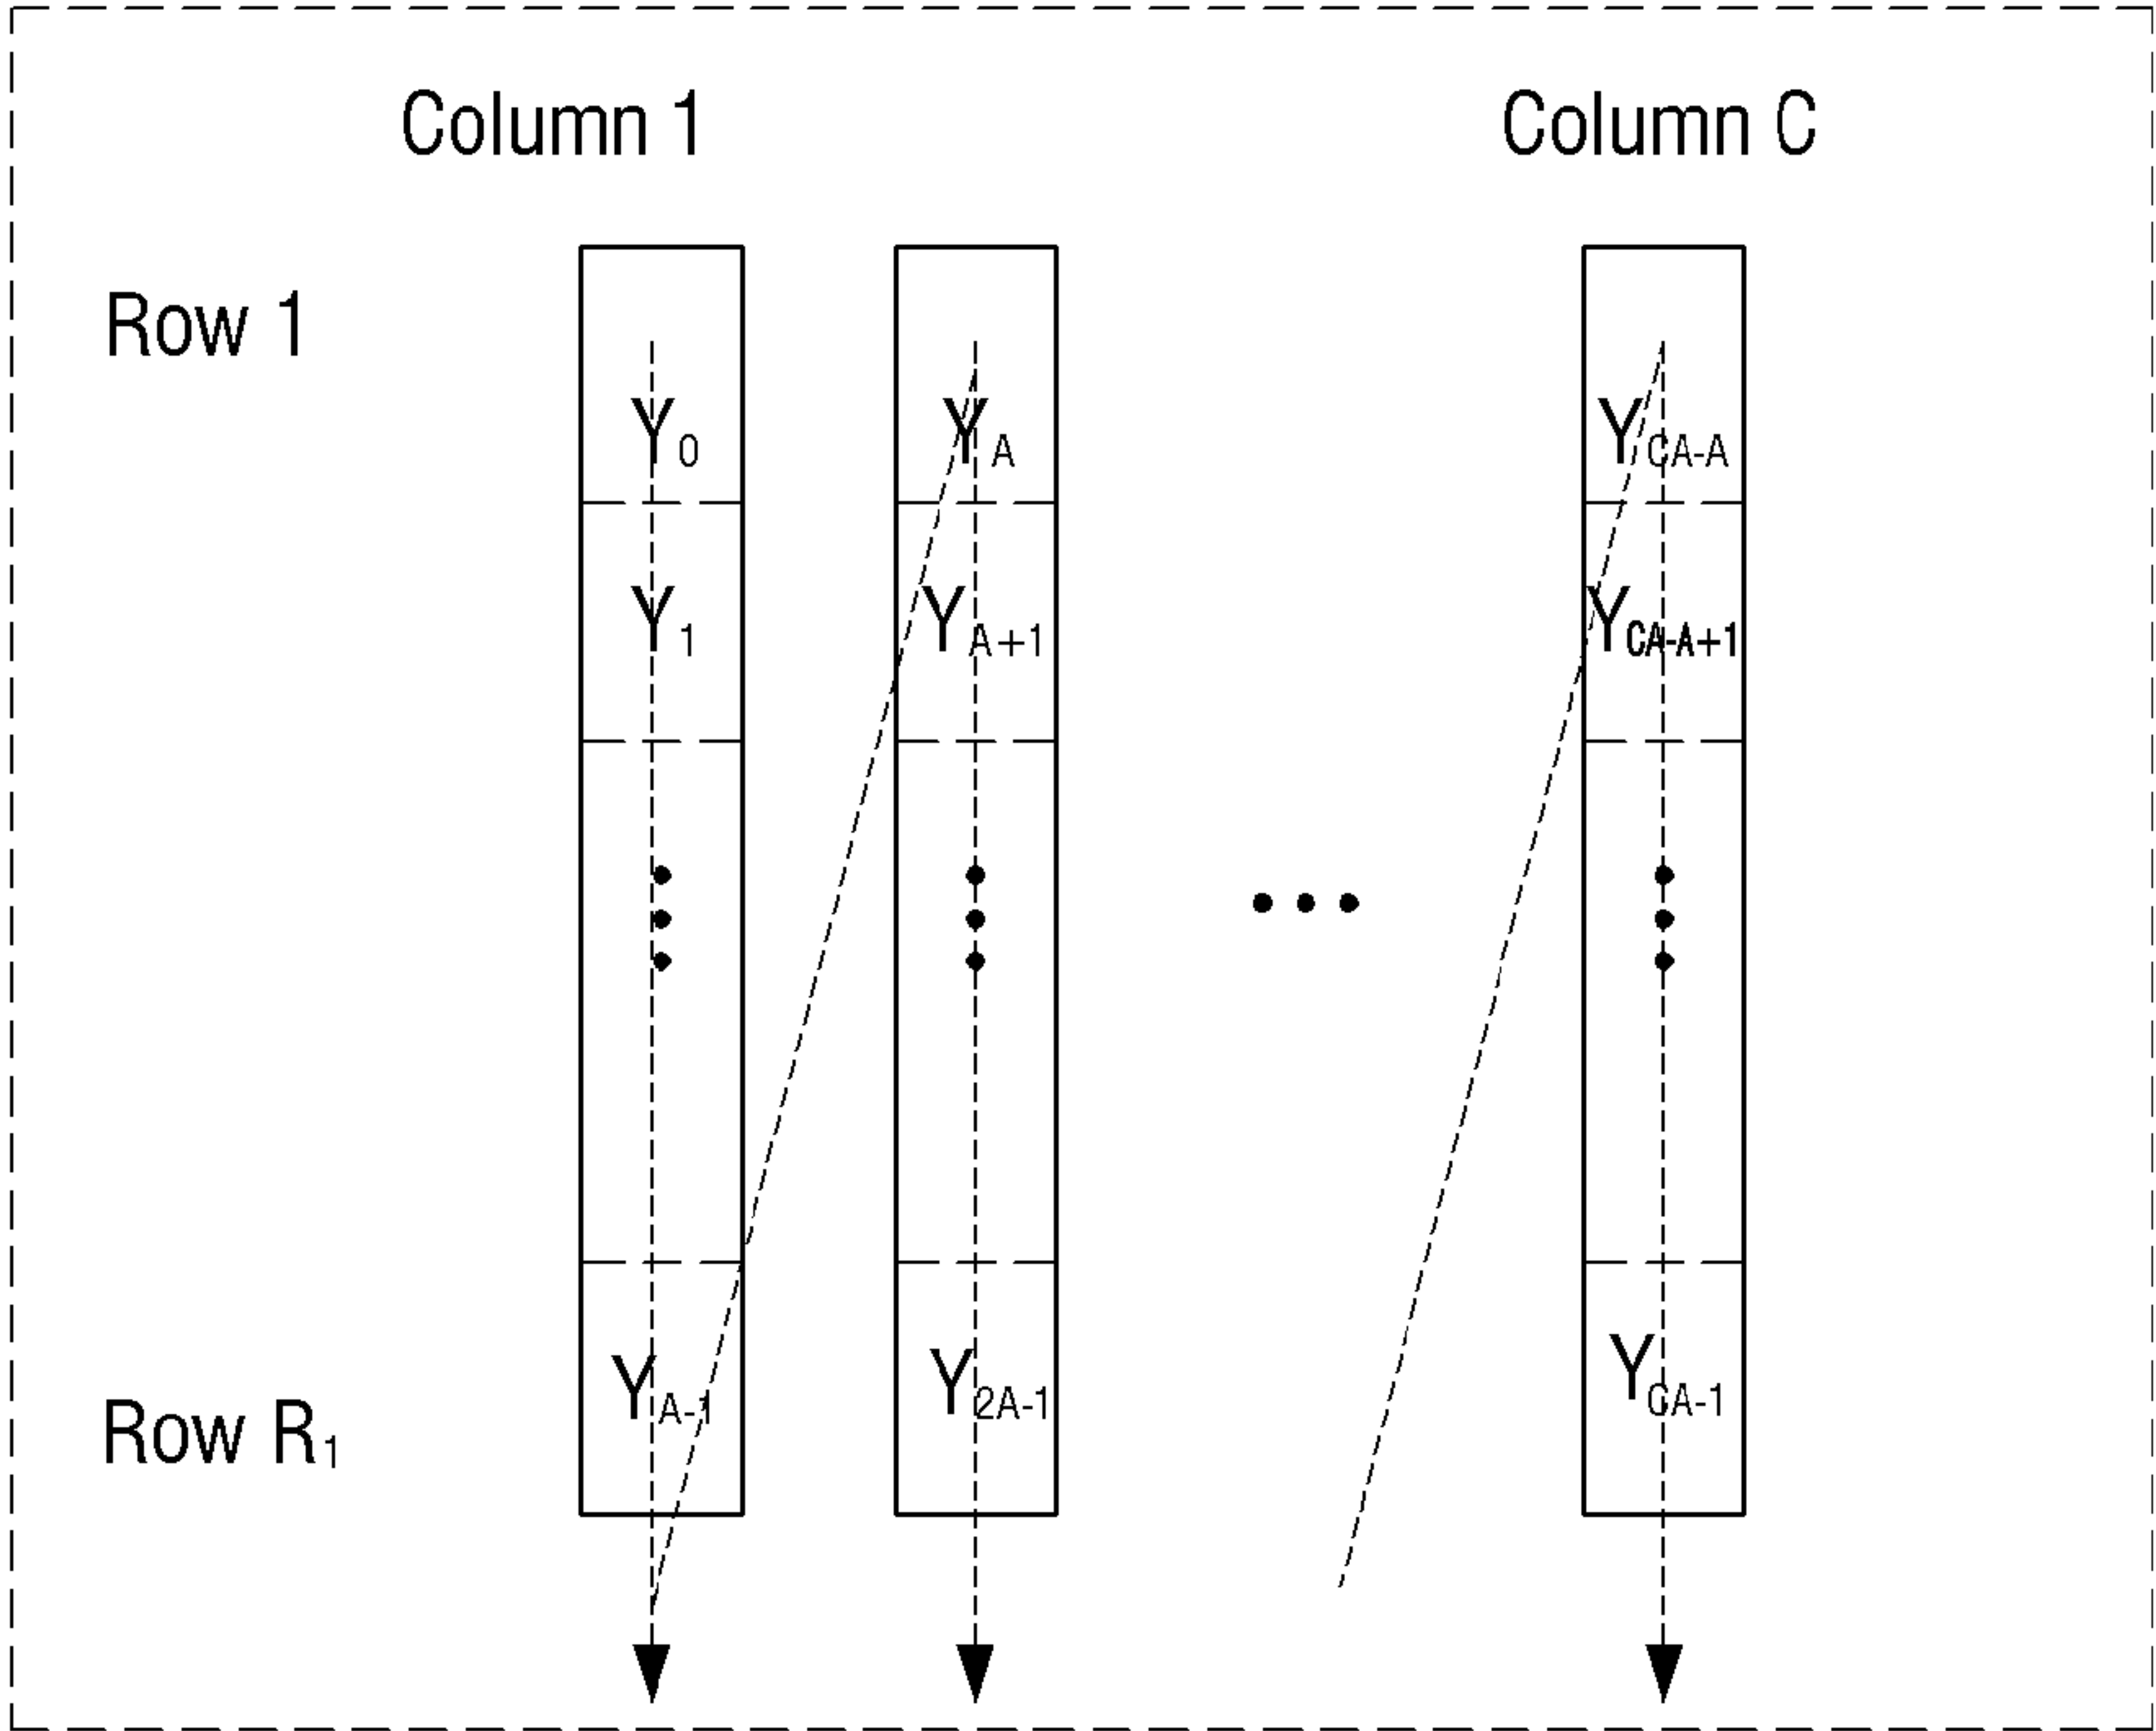 Column 1 Column C
Row 1
Y0 YA YCA-A
Y1 YA+1 YCA-A+1
YA-1 Y2A-1 YCA-1
Row R1